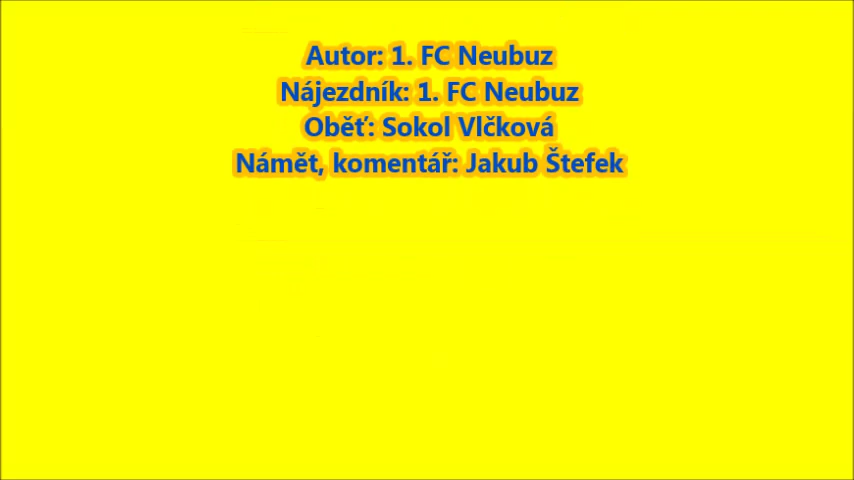 Autor: 1. FC Neubuz
Nájezdník: 1. FC Neubuz
Oběť: Sokol Vlčková
Námět, komentář: Jakub Štefek